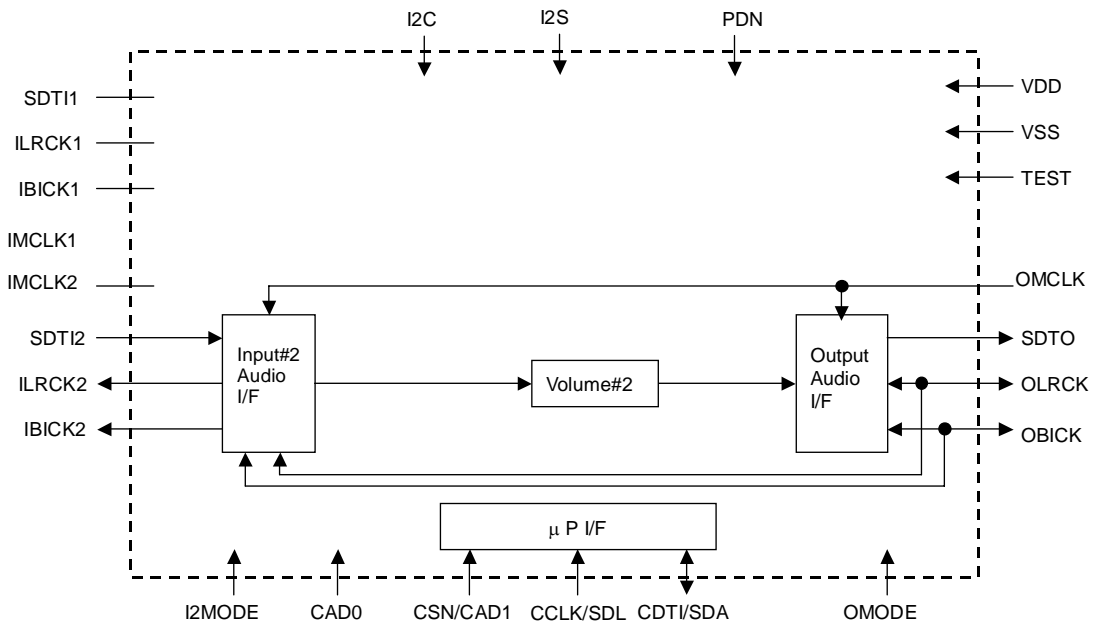 I2C
I2S
PDN
SDTI1
VDD
ILRCK1
VSS
IBICK1
TEST
IMCLK1
IMCLK2
OMCLK
SDTI2
Input#2
Audio
I/F
Volume#2
Output
Audio
I/F
SDTO
ILRCK2
OLRCK
IBICK2
OBICK
μ P I/F
I2MODE
CAD0
CSN/CAD1
CCLK/SDL
CDTI/SDA
OMODE